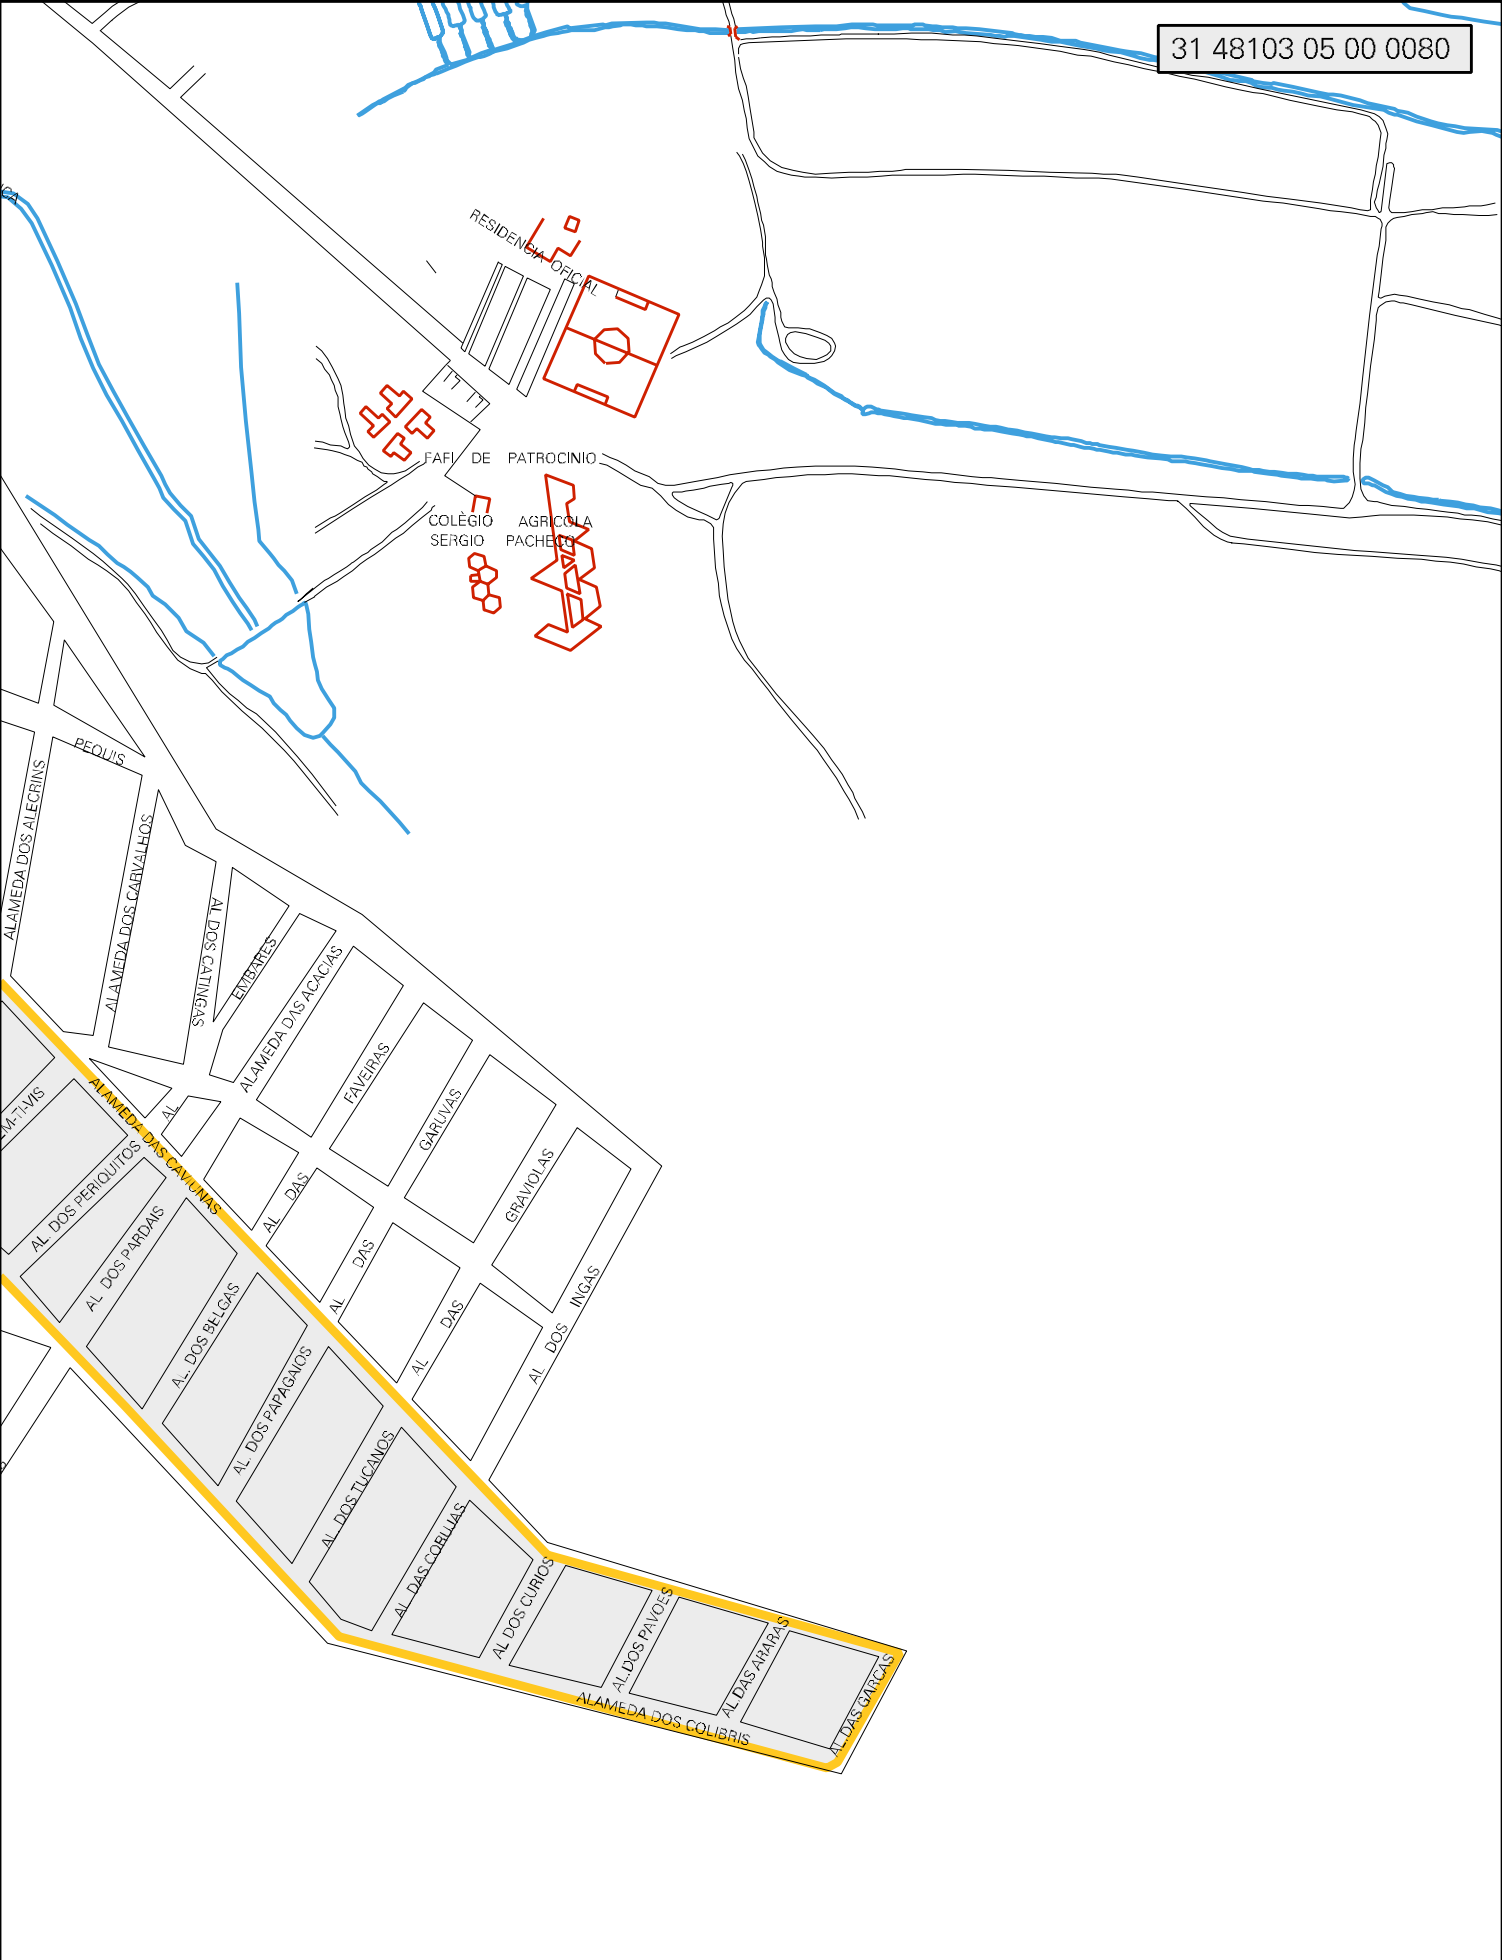 31 48103 05 00 0080
RESIDENCIA OFICIAL
FAFI DE PATROCINIO
COLÈGIO AGRICOLA
SERGIO PACHECO
PEQUIS
ALAMEDA DOS ALECRINS
ALAMEDA DOS CARVALHOS
AL DOS CATINGAS
EMBARES
ALAMEDA DAS ACACIAS
FAVEIRAS
GARUVAS
GRAVIOLAS
AL
AL DAS
AL DAS
AL DAS
AL DOS INGAS
ALAMEDA DAS CAVIUNAS
EM-TI-VIS
AL. DOS PERIQUITOS
AL DOS PARDAIS
AL. DOS BELGAS
AL. DOS PAPAGAIOS
AL. DOS TUCANOS
AL DAS CORUJAS
AL DOS CURIOS
AL.DOS PAVOES
AL.DAS ARARAS
AL.DAS GARCAS
ALAMEDA DOS COLIBRIS